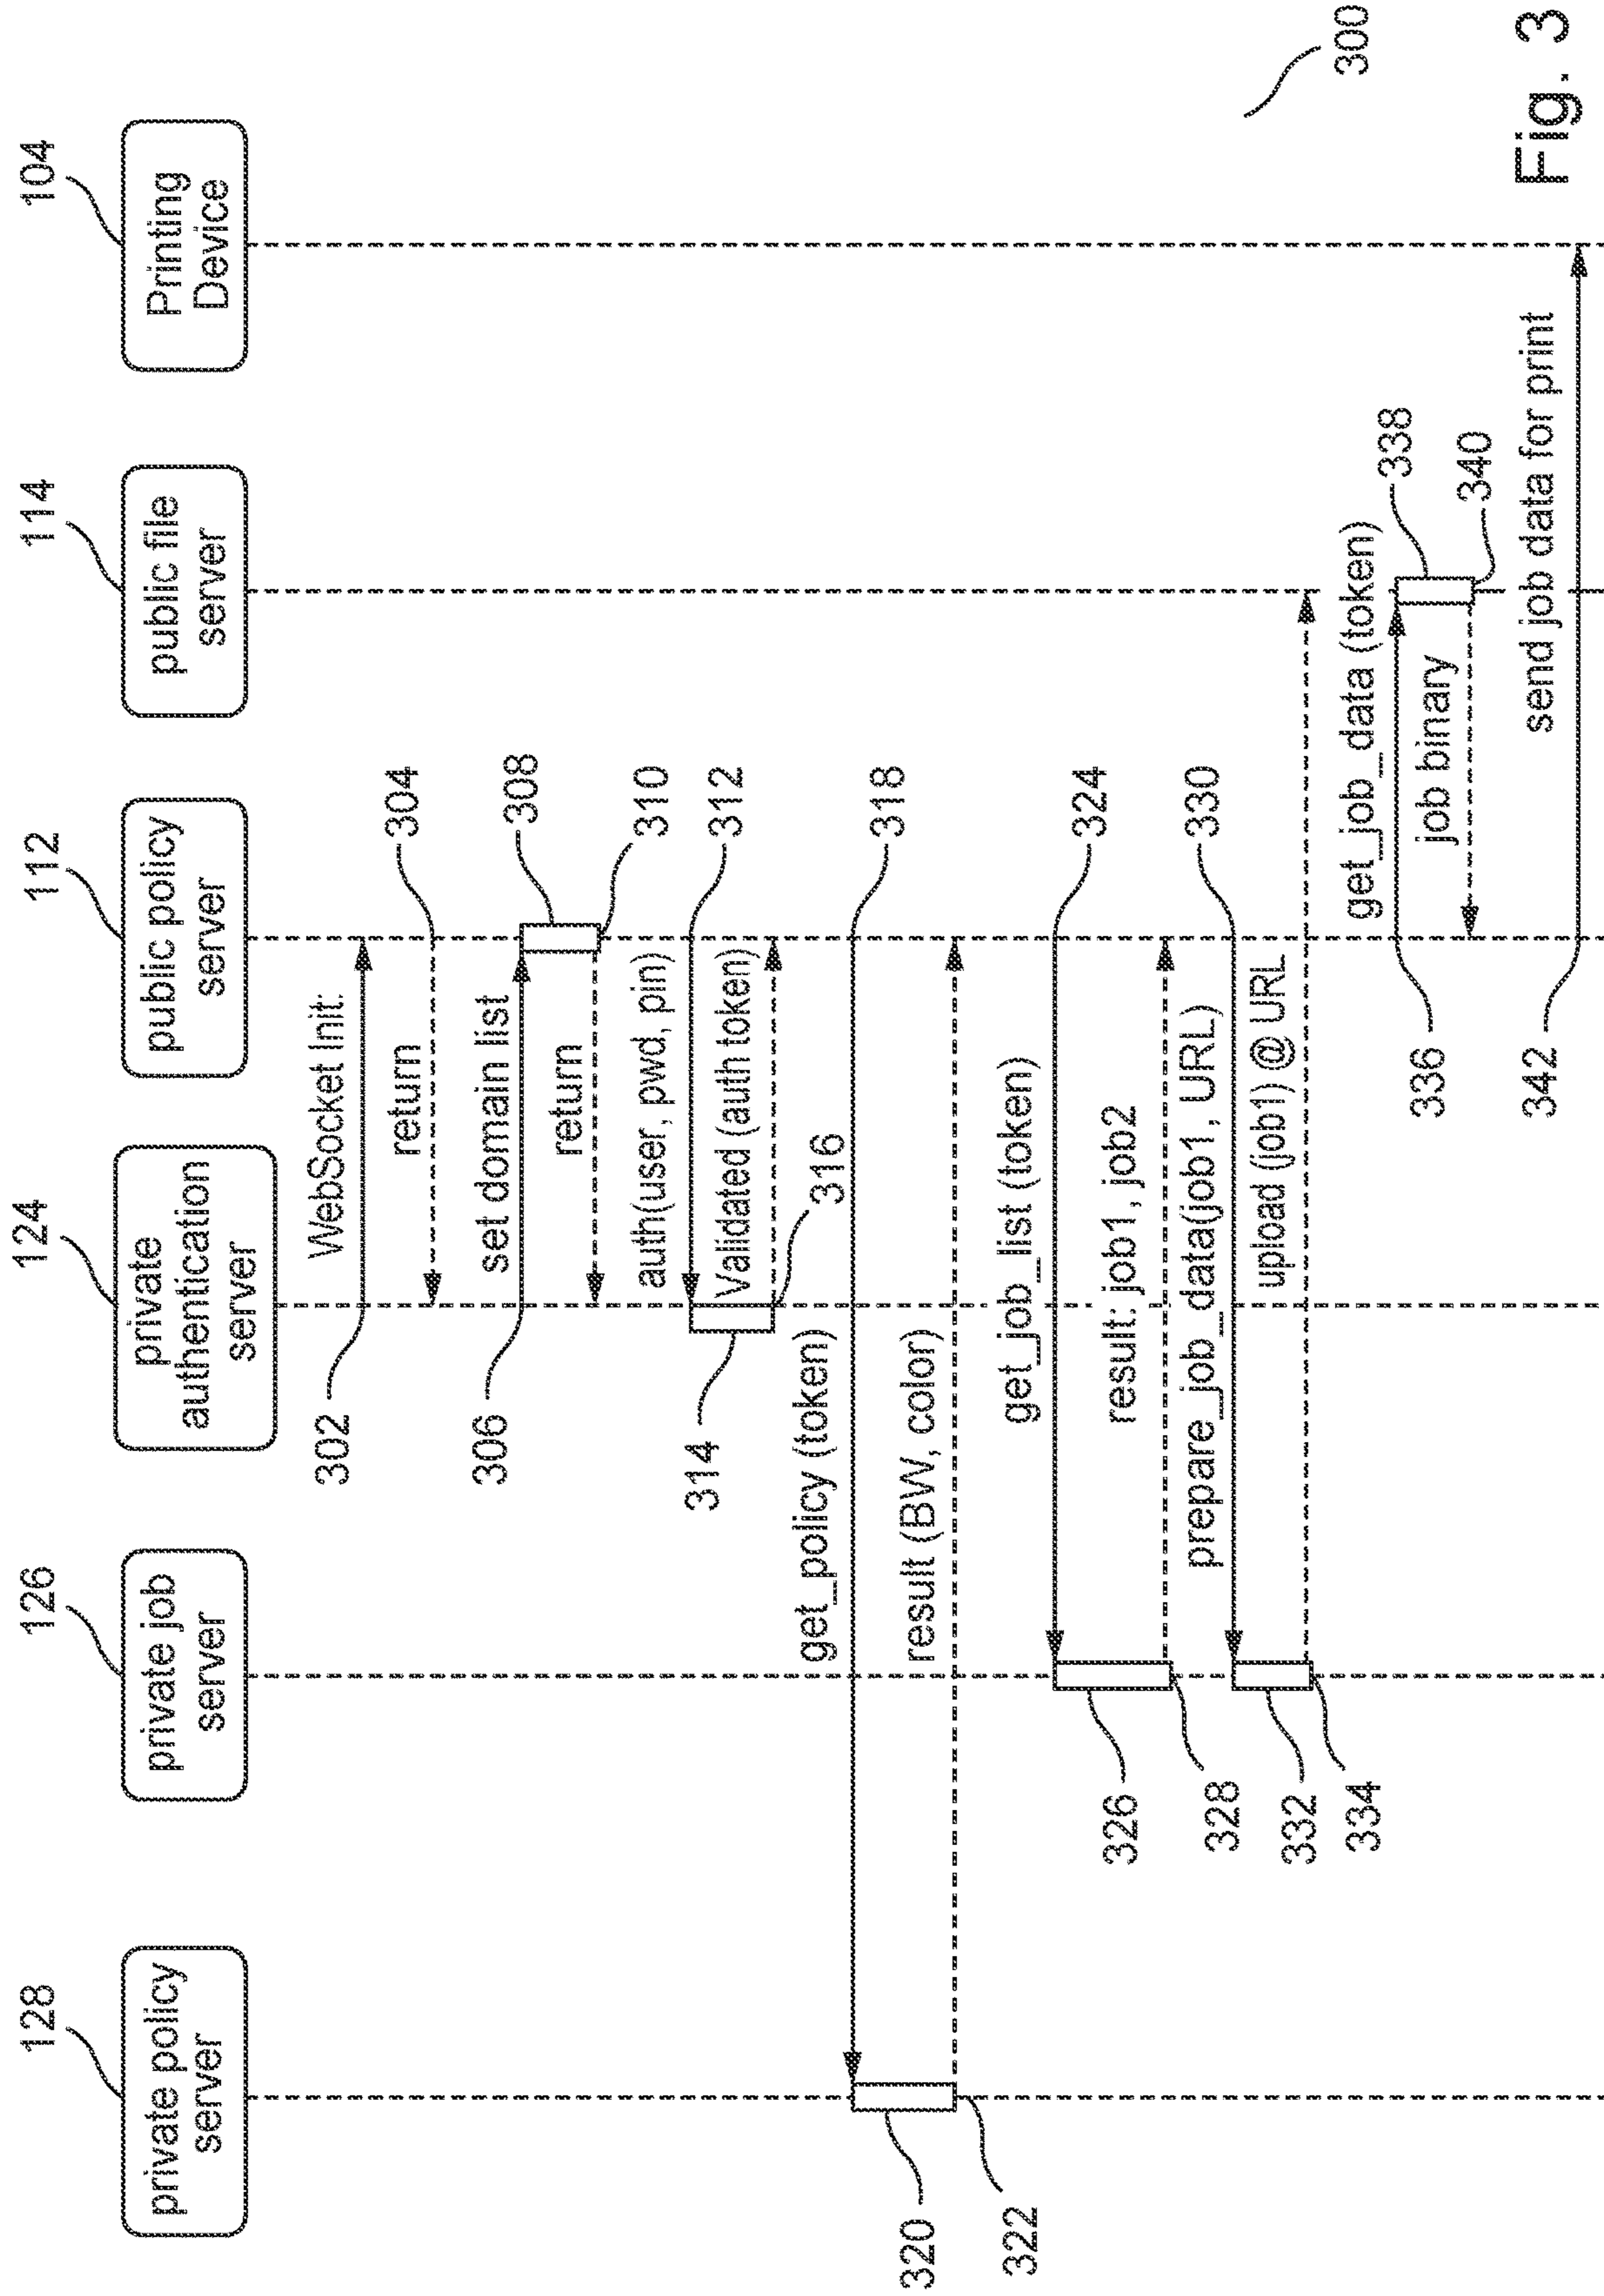 128
private policy
server
126
private job
server
124
private
authentication
server
112
public policy
server
114
public file
server
104
Printing
Device
302
WebSocket Init:
return
304
306
set domain list
308
return
310
auth(user, pwd, pin)
312
314
Validated (auth token)
316
get_policy (token)
318
320
result (BW, color)
322
get_job_list (token)
324
326
result: job1, job2
328
prepare_job_data(job1, URL)
330
332
upload (job1) @ URL
334
336
get_job_data (token)
338
job binary
340
342
send job data for print
300
Fig. 3